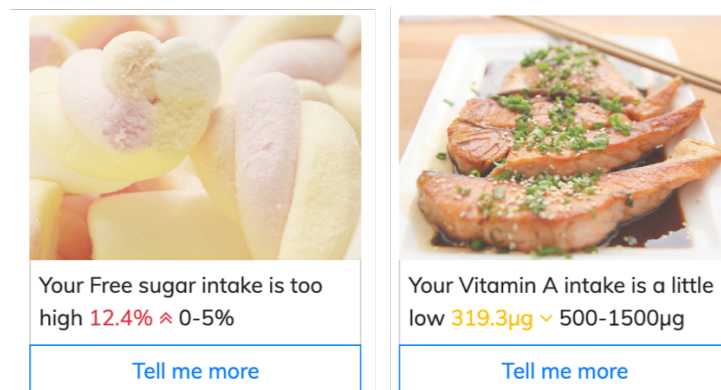 Your Free sugar intake is too
high 12.4% 0-5%
Tell me more
Your Vitamin A intake is a little
low 319.3µg 500-1500µg
Tell me more